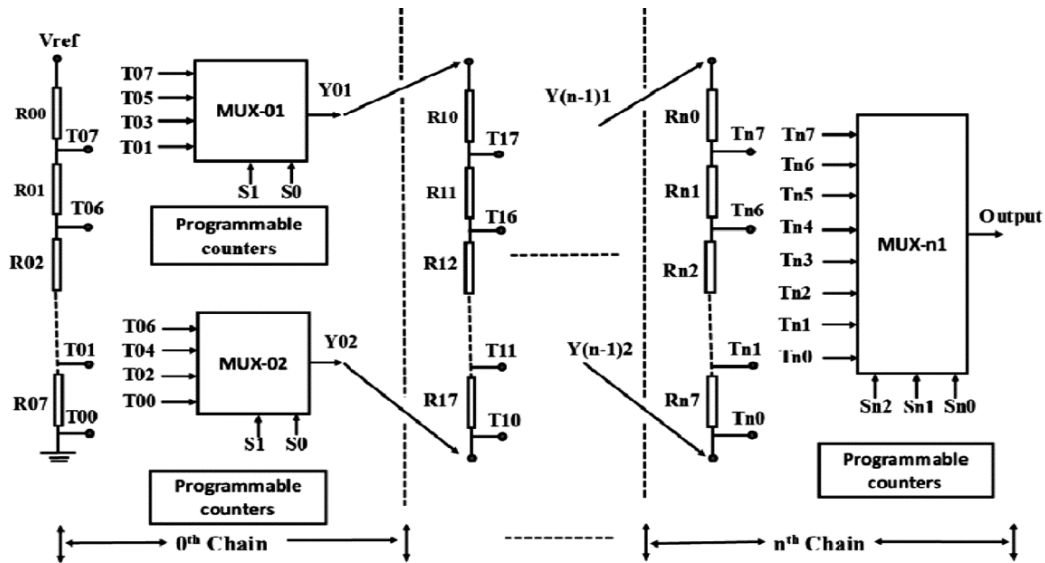 Vref
R00
T07
R01
T06
R02
T01
R07
T00
T07
T05
T03
T01
MUX-01
Y01
S1 S0
Programmable
counters
T06
T04
T02
T00
MUX-02
Y02
S1 S0
Programmable
counters
0th Chain
R10
T17
R11
T16
R12
T11
R17
T10
Y(n-1)1
Y(n-1)2
Rn0
Tn7
Rn1
Tn6
Rn2
Tn1
Rn7
Tn0
Tn7
Tn6
Tn5
Tn4
Tn3
Tn2
Tn1
Tn0
MUX-n1
Output
Sn2 Sn1 Sn0
Programmable
counters
nth Chain